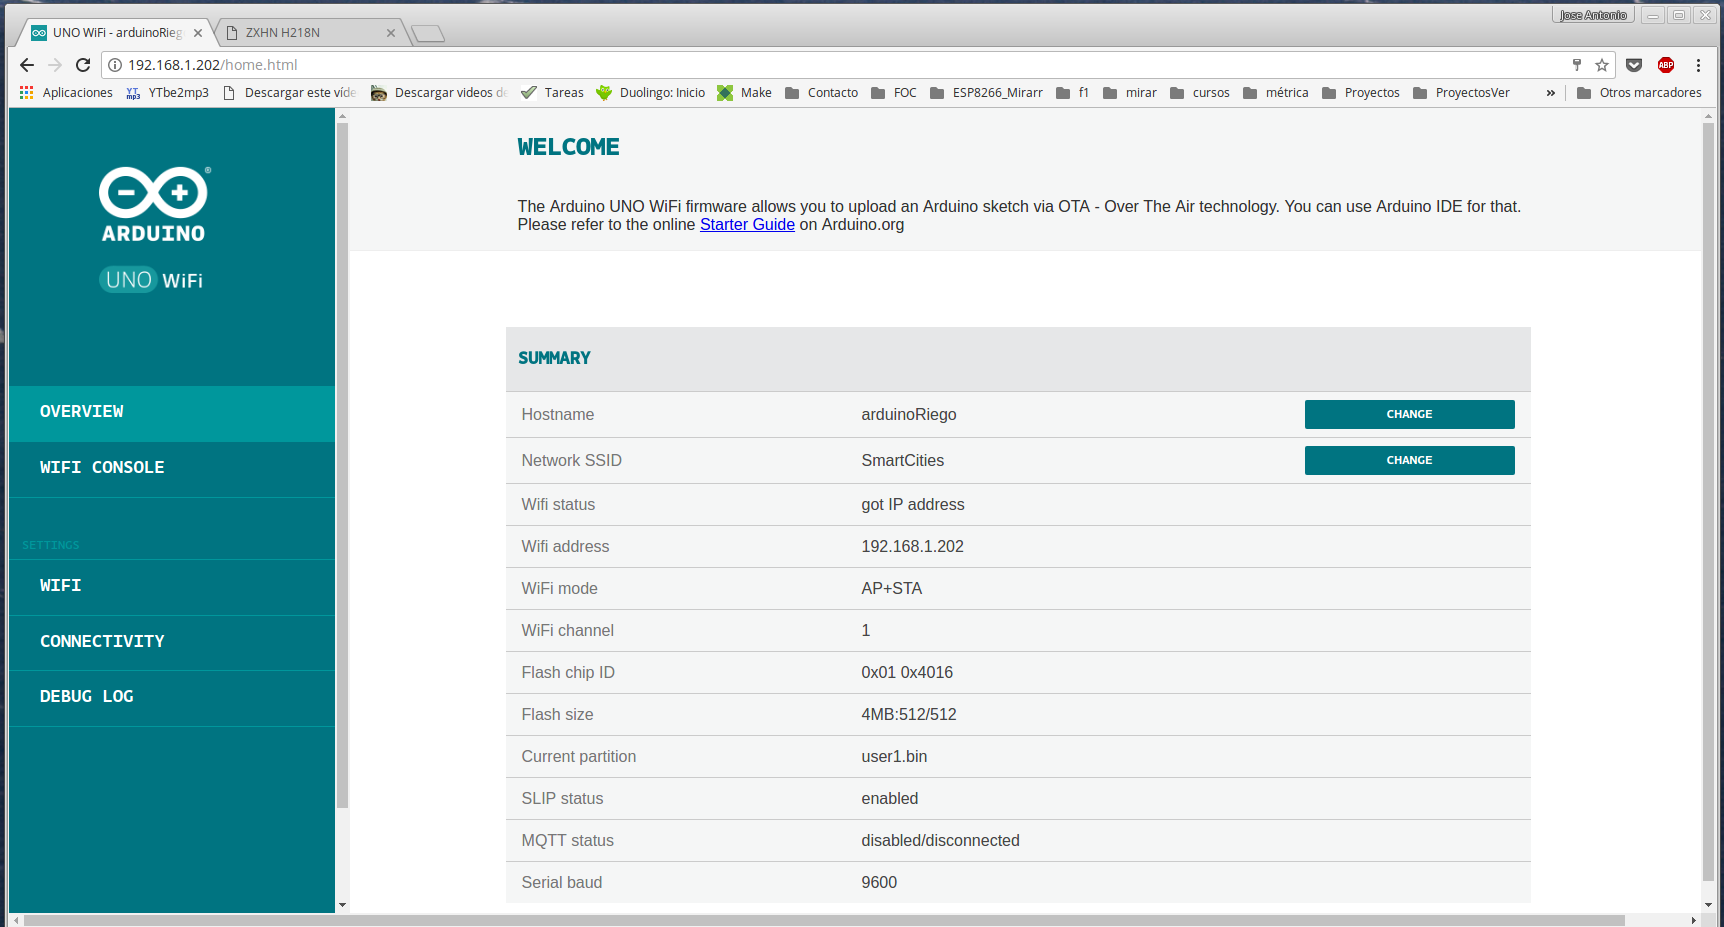 Jose Antonio
UNO WiFi - arduinoRieg
ZXHN H218N
192.168.1.202/home.html
ABP
Aplicaciones
YT mp3
YTbe2mp3
Descargar este víde
Descargar videos de
Tareas
Duolingo: Inicio
Make
Contacto
FOC
ESP8266_Mirarr
f1
mirar
cursos
métrica
Proyectos
ProyectosVer
»
Otros marcadores
ARDUINO
UNO WiFi
OVERVIEW
WIFI CONSOLE
SETTINGS
WIFI
CONNECTIVITY
DEBUG LOG
WELCOME
The Arduino UNO WiFi firmware allows you to upload an Arduino sketch via OTA - Over The Air technology. You can use Arduino IDE for that.
Please refer to the online Starter Guide on Arduino.org
SUMMARY
Hostname arduinoRiego CHANGE
Network SSID SmartCities CHANGE
Wifi status got IP address
Wifi address 192.168.1.202
WiFi mode AP+STA
WiFi channel 1
Flash chip ID 0x01 0x4016
Flash size 4MB:512/512
Current partition user1.bin
SLIP status enabled
MQTT status disabled/disconnected
Serial baud 9600